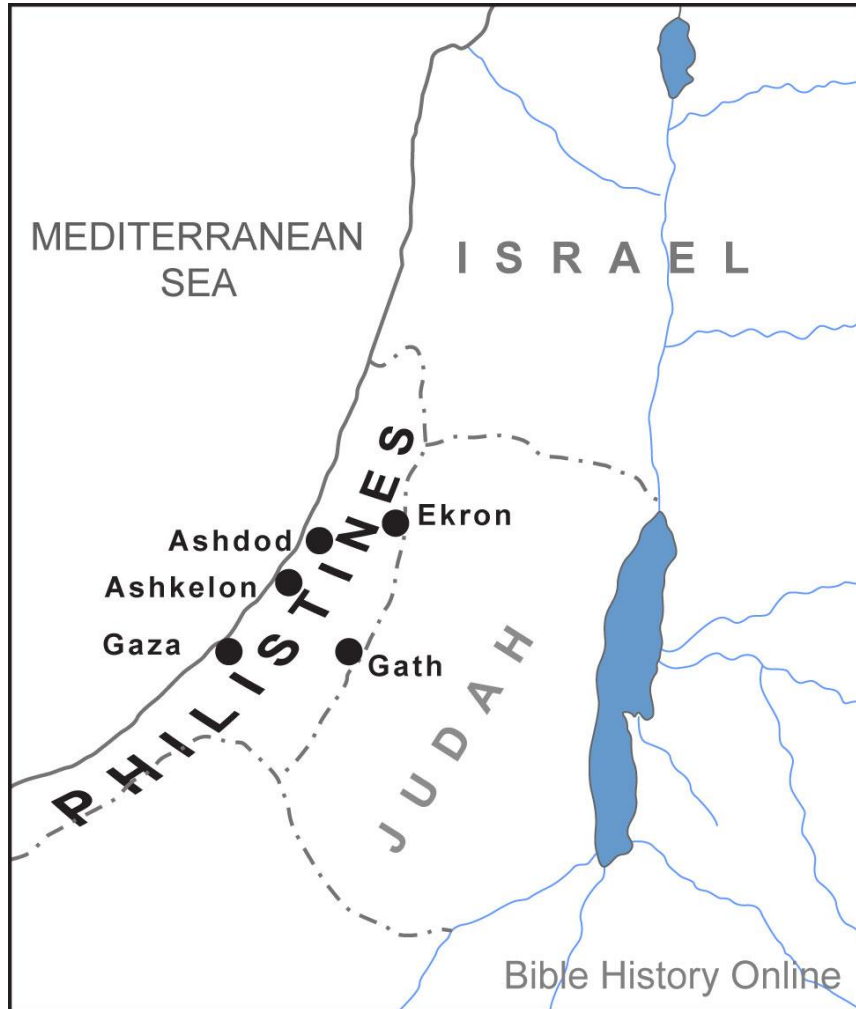 MEDITERRANEAN
SEA
ISRAEL
PHILISTINES
Ekron
Ashdod
Ashkelon
Gaza
Gath
JUDAH
Bible History Online